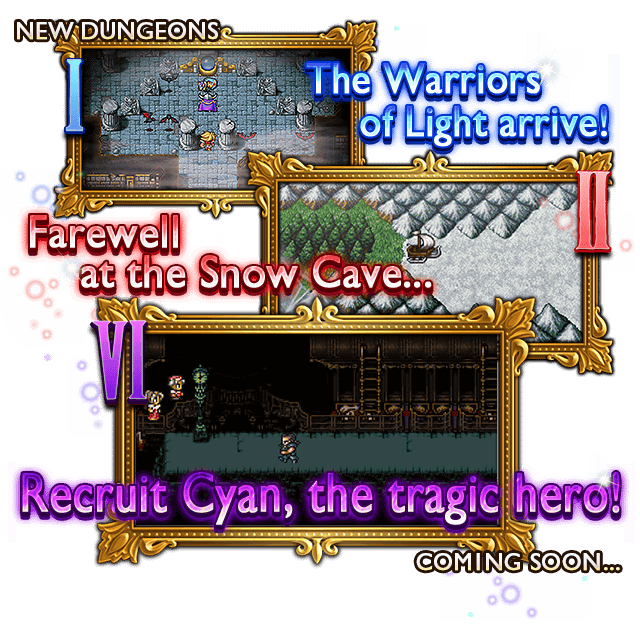 NEW DUNGEONS
I
The Warriors
of Light arrive!
II
Farewell
at the Snow Cave...
VI
Recruit Cyan, the tragic hero!
COMING SOON...